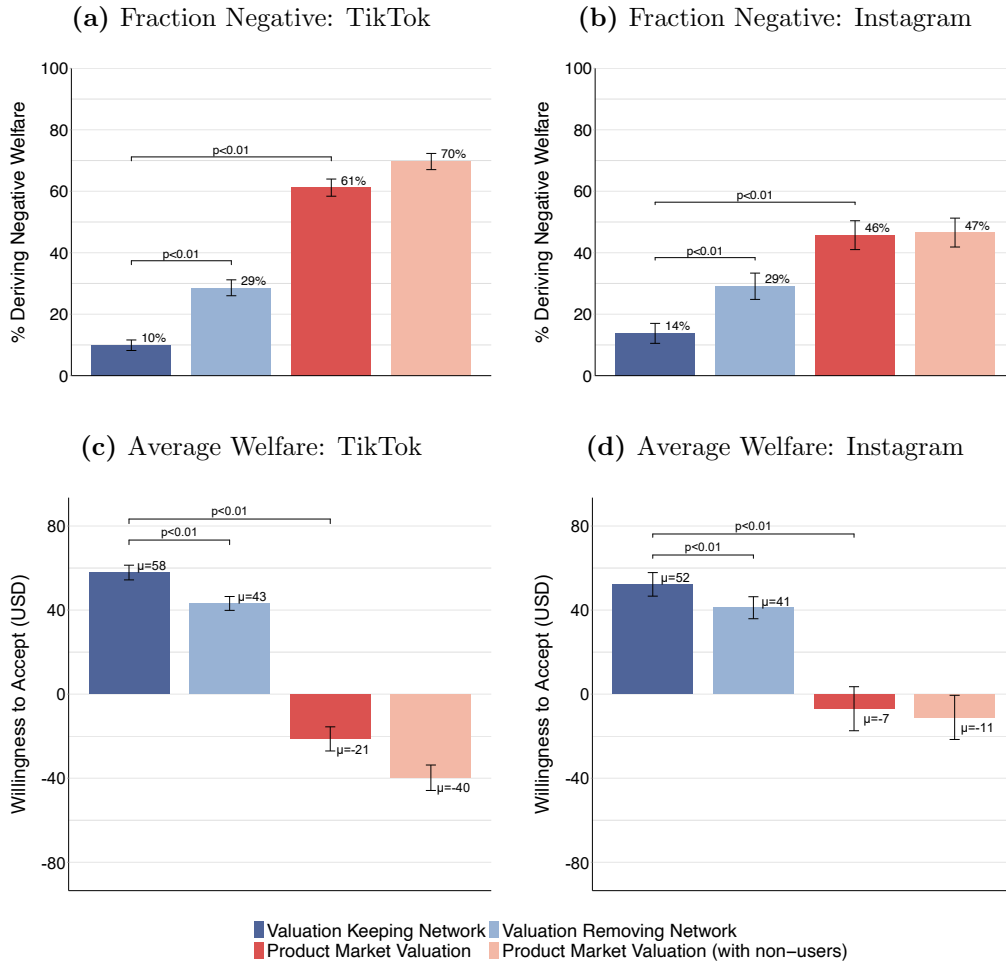 (a) Fraction Negative: TikTok
(b) Fraction Negative: Instagram
% Deriving Negative Welfare
100
80
60
40
20
0
p<0.01
p<0.01
10%
29%
61%
70%
% Deriving Negative Welfare
100
80
60
40
20
0
p<0.01
p<0.01
14%
29%
46%
47%
(c) Average Welfare: TikTok
(d) Average Welfare: Instagram
Willingness to Accept (USD)
80
40
0
-40
-80
p<0.01
p<0.01
μ=58
μ=43
μ=-21
μ=-40
Willingness to Accept (USD)
80
40
0
-40
-80
p<0.01
p<0.01
μ=52
μ=41
μ=-7
μ=-11
Valuation Keeping Network
Valuation Removing Network
Product Market Valuation
Product Market Valuation (with non−users)